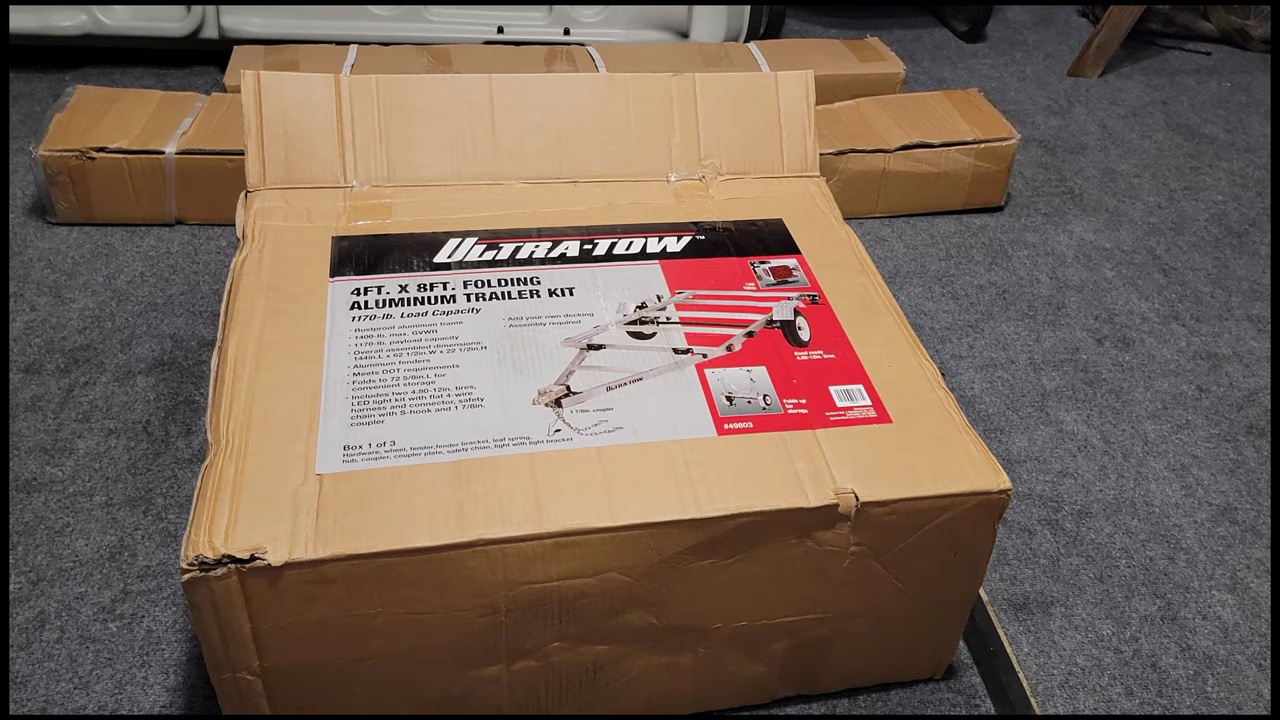 ULTRA-TOW™
4FT. X 8FT. FOLDING
ALUMINUM TRAILER KIT
1170-lb. Load Capacity
· Rustproof aluminum frame
· 1400-lb. max. GVWR
· 1170-lb. payload capacity
· Overall assembled dimensions:
144in.L x 62 1/2in.W x 22 1/2in.H
· Aluminum fenders
· Meets DOT requirements
· Folds to 72 5/8in.L for
convenient storage
· Includes two 4.80-12in. tires,
LED light kit with flat 4-wire
harness and connector, safety
chain with S-hook and 1 7/8in.
coupler
· Add your own decking
· Assembly required
LED
lights
Road ready
4.80-12in. tires
ULTRA-TOW
1 7/8in. coupler
Folds up
for
storage
#49803
Box 1 of 3
Hardware, wheel, fender,fender bracket, leaf spring,
hub, coupler, coupler plate, safety chian, light with light bracket